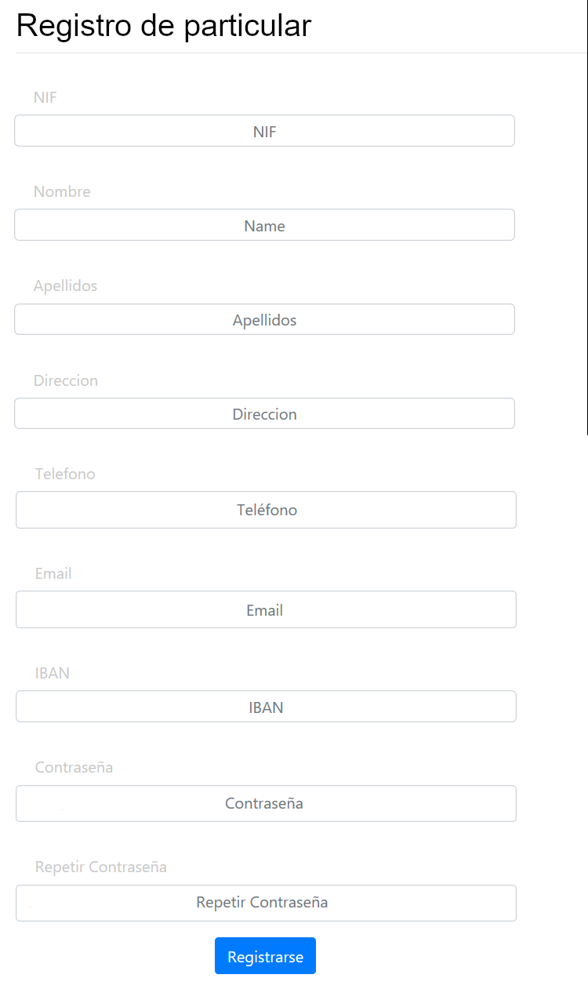 Registro de particular
NIF
NIF
Nombre
Name
Apellidos
Apellidos
Direccion
Direccion
Telefono
Teléfono
Email
Email
IBAN
IBAN
Contraseña
Contraseña
Repetir Contraseña
Repetir Contraseña
Registrarse